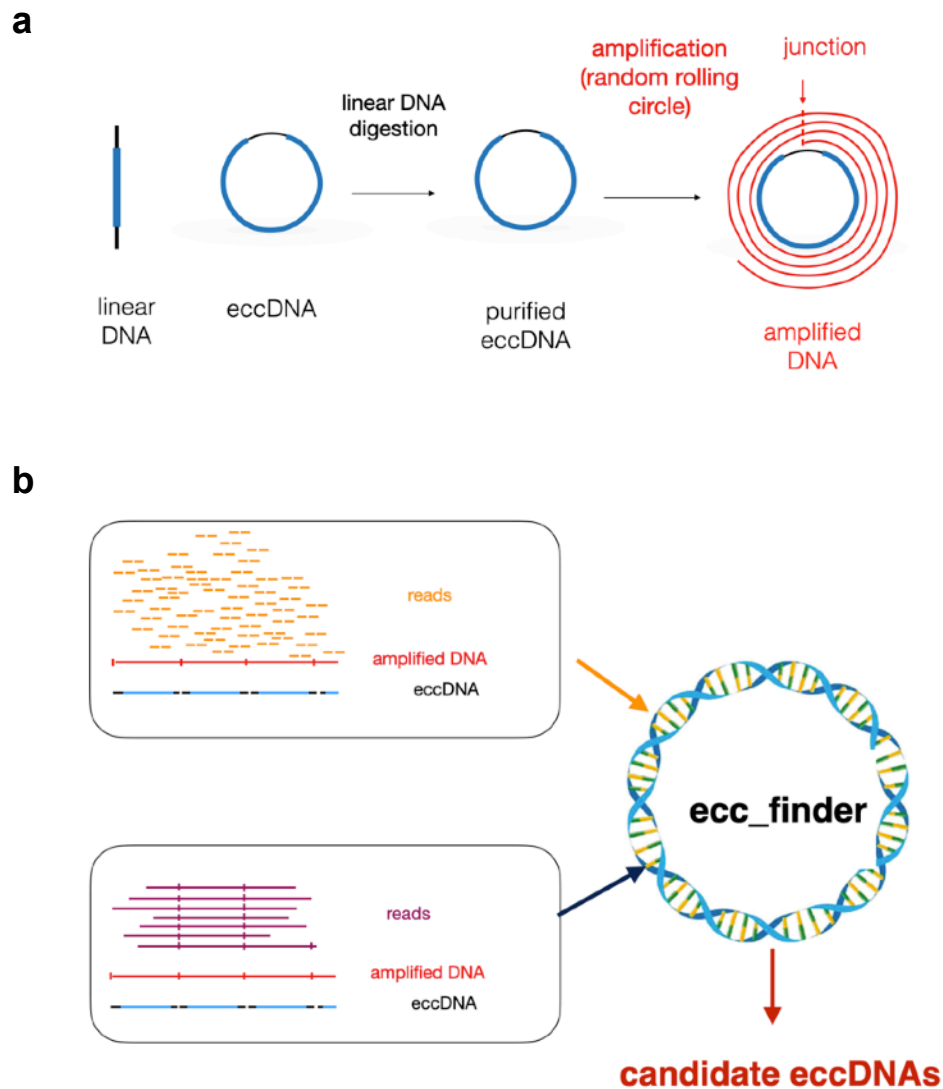 a
linear DNA
digestion
amplification
(random rolling
circle)
junction
linear
DNA
eccDNA
purified
eccDNA
amplified
DNA
b
reads
amplified DNA
eccDNA
ecc_finder
reads
amplified DNA
eccDNA
candidate eccDNAs